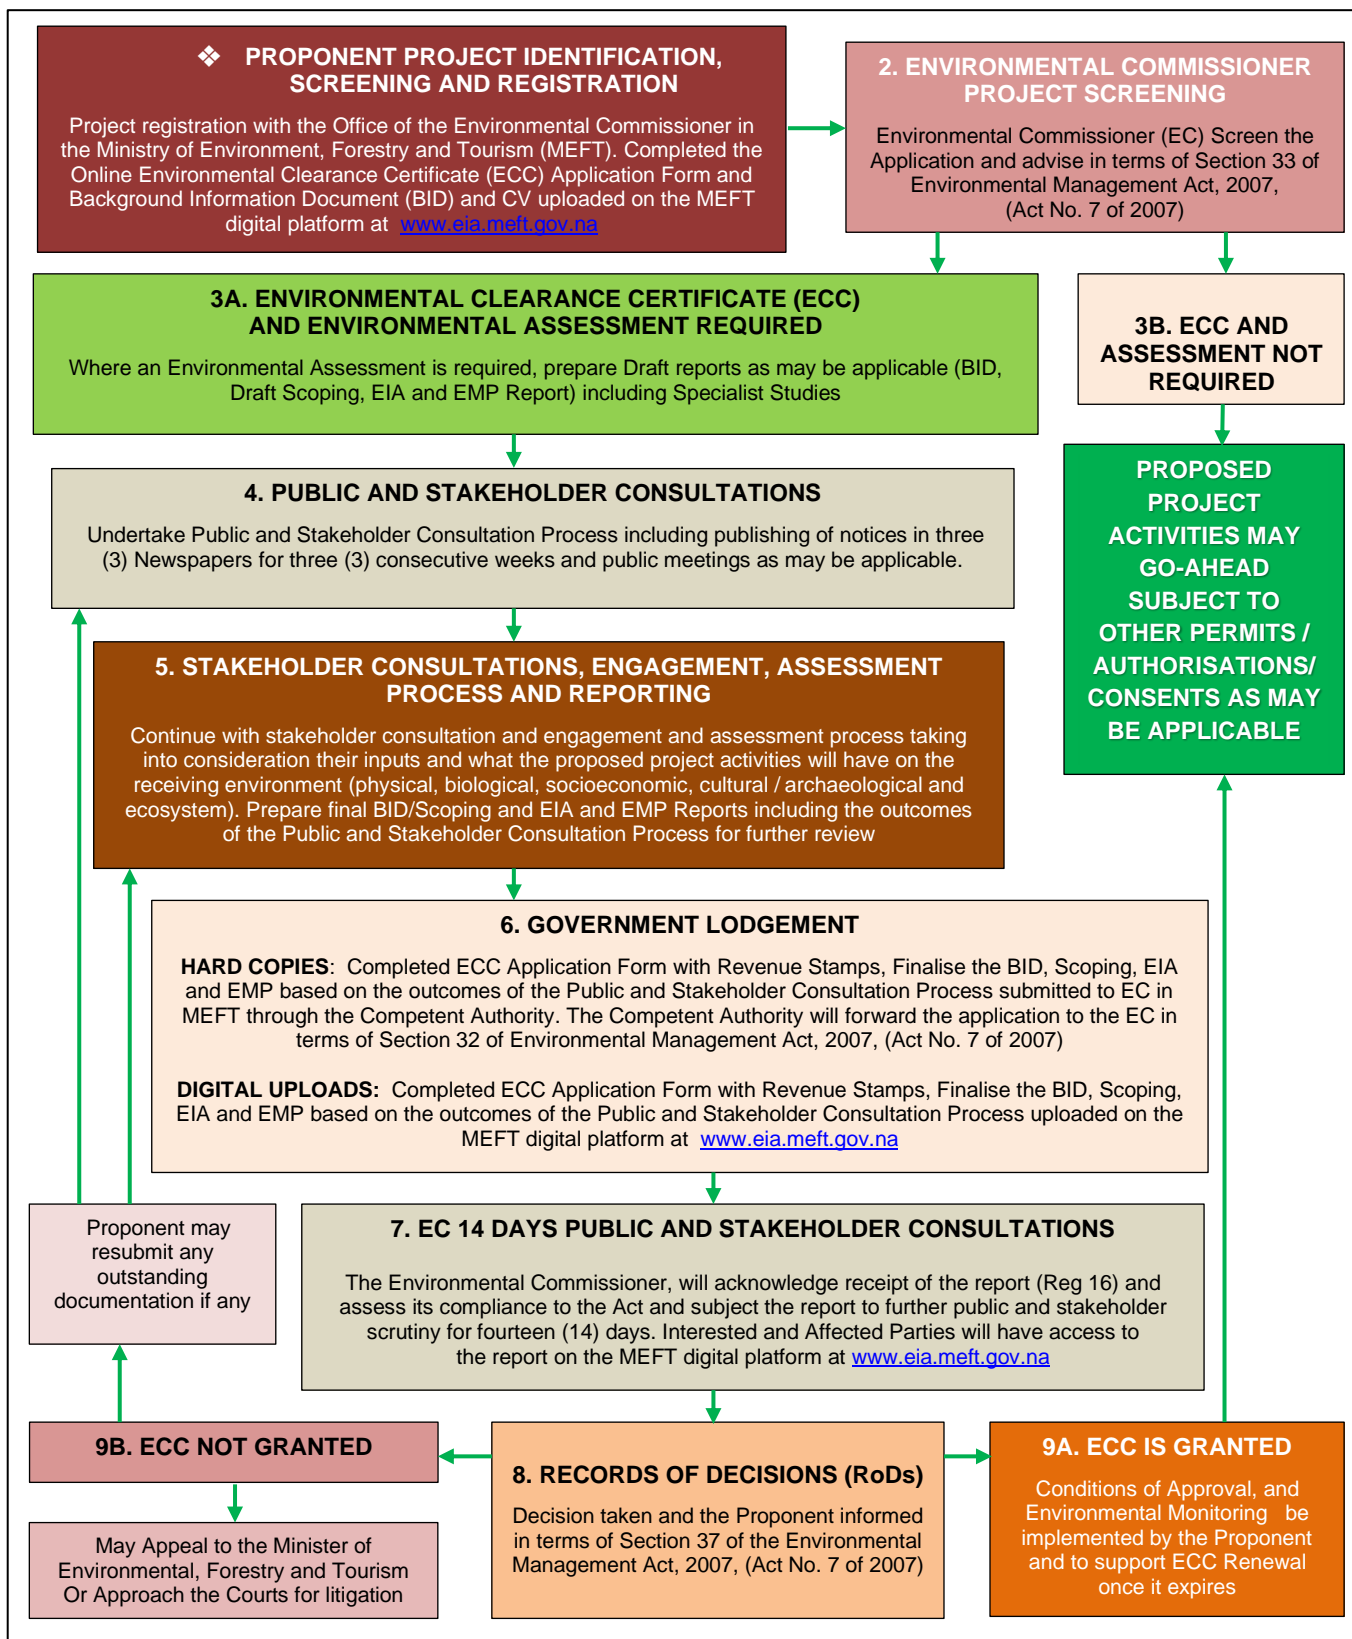 ❖ PROPONENT PROJECT IDENTIFICATION,
SCREENING AND REGISTRATION
Project registration with the Office of the Environmental Commissioner in
the Ministry of Environment, Forestry and Tourism (MEFT). Completed the
Online Environmental Clearance Certificate (ECC) Application Form and
Background Information Document (BID) and CV uploaded on the MEFT
digital platform at www.eia.meft.gov.na
2. ENVIRONMENTAL COMMISSIONER
PROJECT SCREENING
Environmental Commissioner (EC) Screen the
Application and advise in terms of Section 33 of
Environmental Management Act, 2007,
(Act No. 7 of 2007)
3A. ENVIRONMENTAL CLEARANCE CERTIFICATE (ECC)
AND ENVIRONMENTAL ASSESSMENT REQUIRED
Where an Environmental Assessment is required, prepare Draft reports as may be applicable (BID,
Draft Scoping, EIA and EMP Report) including Specialist Studies
3B. ECC AND
ASSESSMENT NOT
REQUIRED
PROPOSED
PROJECT
ACTIVITIES MAY
GO-AHEAD
SUBJECT TO
OTHER PERMITS /
AUTHORISATIONS/
CONSENTS AS MAY
BE APPLICABLE
4. PUBLIC AND STAKEHOLDER CONSULTATIONS
Undertake Public and Stakeholder Consultation Process including publishing of notices in three
(3) Newspapers for three (3) consecutive weeks and public meetings as may be applicable.
5. STAKEHOLDER CONSULTATIONS, ENGAGEMENT, ASSESSMENT
PROCESS AND REPORTING
Continue with stakeholder consultation and engagement and assessment process taking
into consideration their inputs and what the proposed project activities will have on the
receiving environment (physical, biological, socioeconomic, cultural / archaeological and
ecosystem). Prepare final BID/Scoping and EIA and EMP Reports including the outcomes
of the Public and Stakeholder Consultation Process for further review
6. GOVERNMENT LODGEMENT
HARD COPIES: Completed ECC Application Form with Revenue Stamps, Finalise the BID, Scoping, EIA
and EMP based on the outcomes of the Public and Stakeholder Consultation Process submitted to EC in
MEFT through the Competent Authority. The Competent Authority will forward the application to the EC in
terms of Section 32 of Environmental Management Act, 2007, (Act No. 7 of 2007)
DIGITAL UPLOADS: Completed ECC Application Form with Revenue Stamps, Finalise the BID, Scoping,
EIA and EMP based on the outcomes of the Public and Stakeholder Consultation Process uploaded on the
MEFT digital platform at www.eia.meft.gov.na
Proponent may
resubmit any
outstanding
documentation if any
7. EC 14 DAYS PUBLIC AND STAKEHOLDER CONSULTATIONS
The Environmental Commissioner, will acknowledge receipt of the report (Reg 16) and
assess its compliance to the Act and subject the report to further public and stakeholder
scrutiny for fourteen (14) days. Interested and Affected Parties will have access to
the report on the MEFT digital platform at www.eia.meft.gov.na
9B. ECC NOT GRANTED
May Appeal to the Minister of
Environmental, Forestry and Tourism
Or Approach the Courts for litigation
8. RECORDS OF DECISIONS (RoDs)
Decision taken and the Proponent informed
in terms of Section 37 of the Environmental
Management Act, 2007, (Act No. 7 of 2007)
9A. ECC IS GRANTED
Conditions of Approval, and
Environmental Monitoring be
implemented by the Proponent
and to support ECC Renewal
once it expires